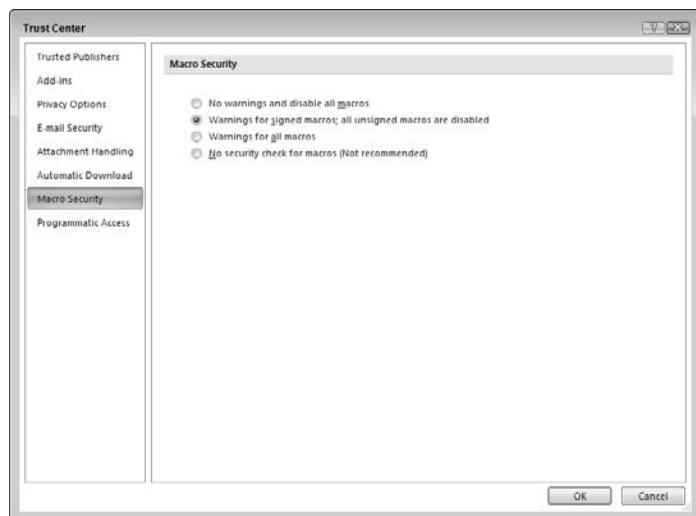 Trust Center
Trusted Publishers
Add-ins
Privacy Options
E-mail Security
Attachment Handling
Automatic Download
Macro Security
Programmatic Access
Macro Security
No warnings and disable all macros
Warnings for signed macros; all unsigned macros are disabled
Warnings for all macros
No security check for macros (Not recommended)
OK
Cancel